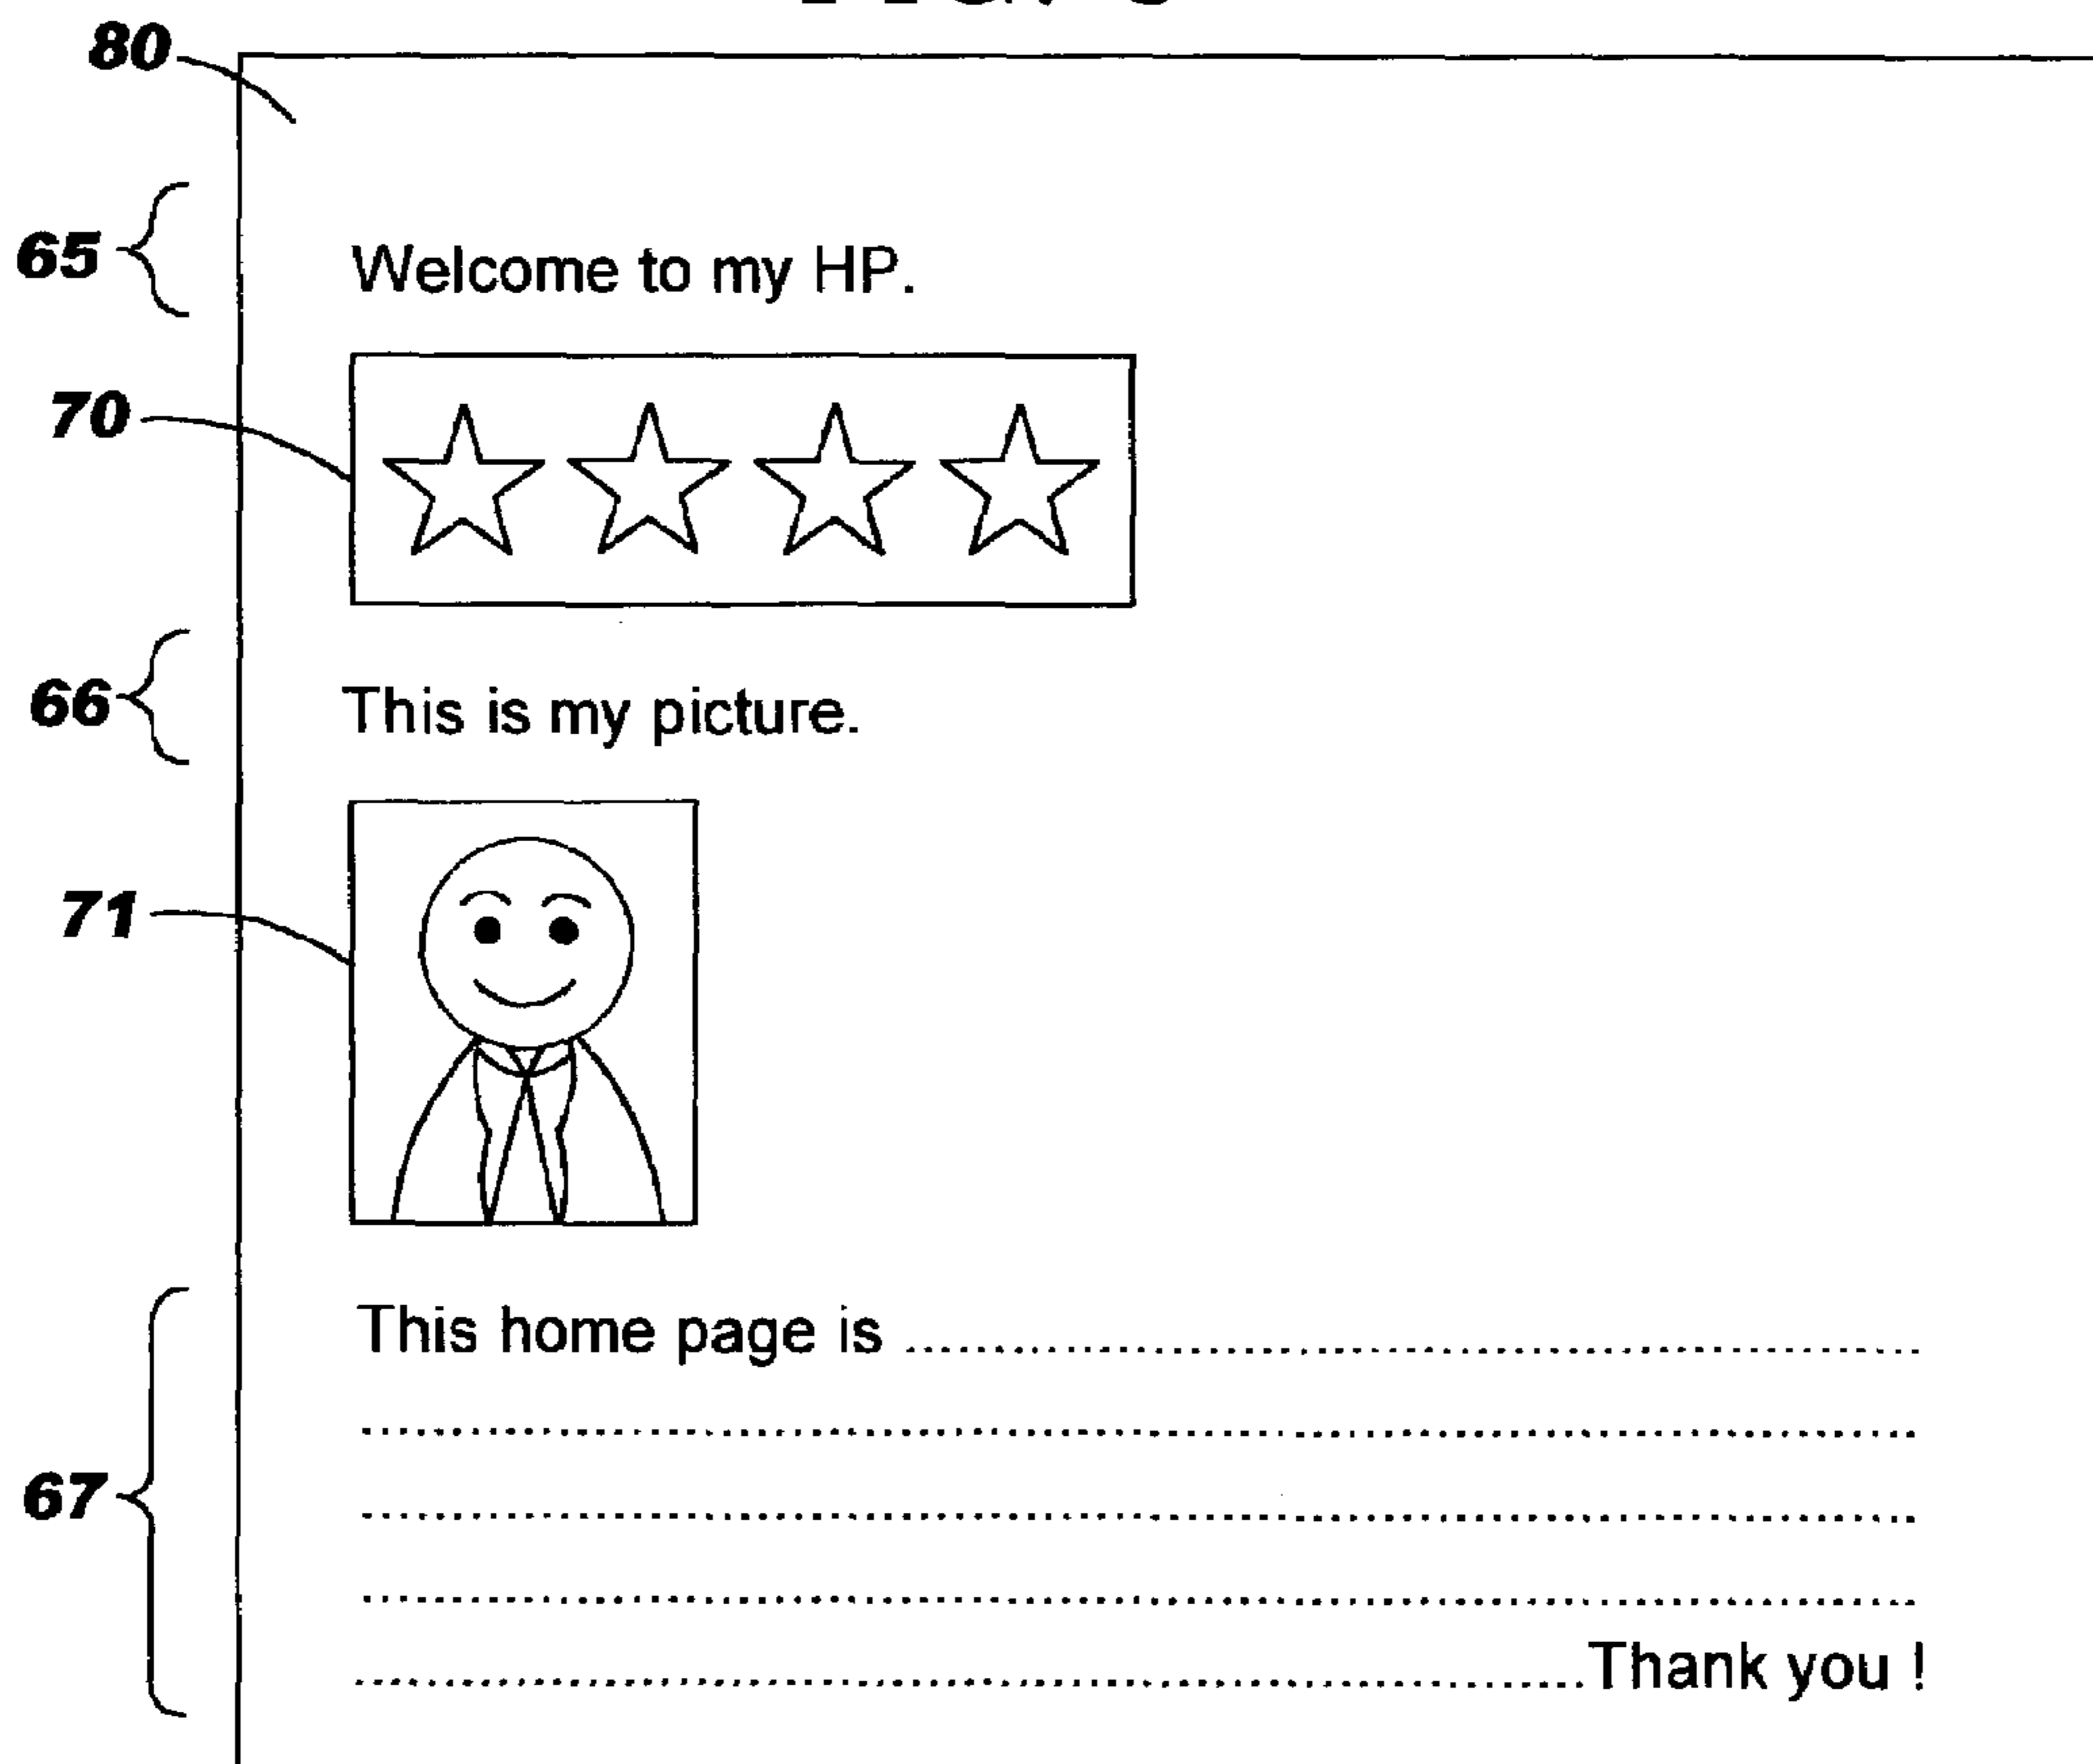 80
65
Welcome to my HP.
70
66
This is my picture.
71
This home page is ........................................
........................................
67
........................................
........................................
........................................Thank you !